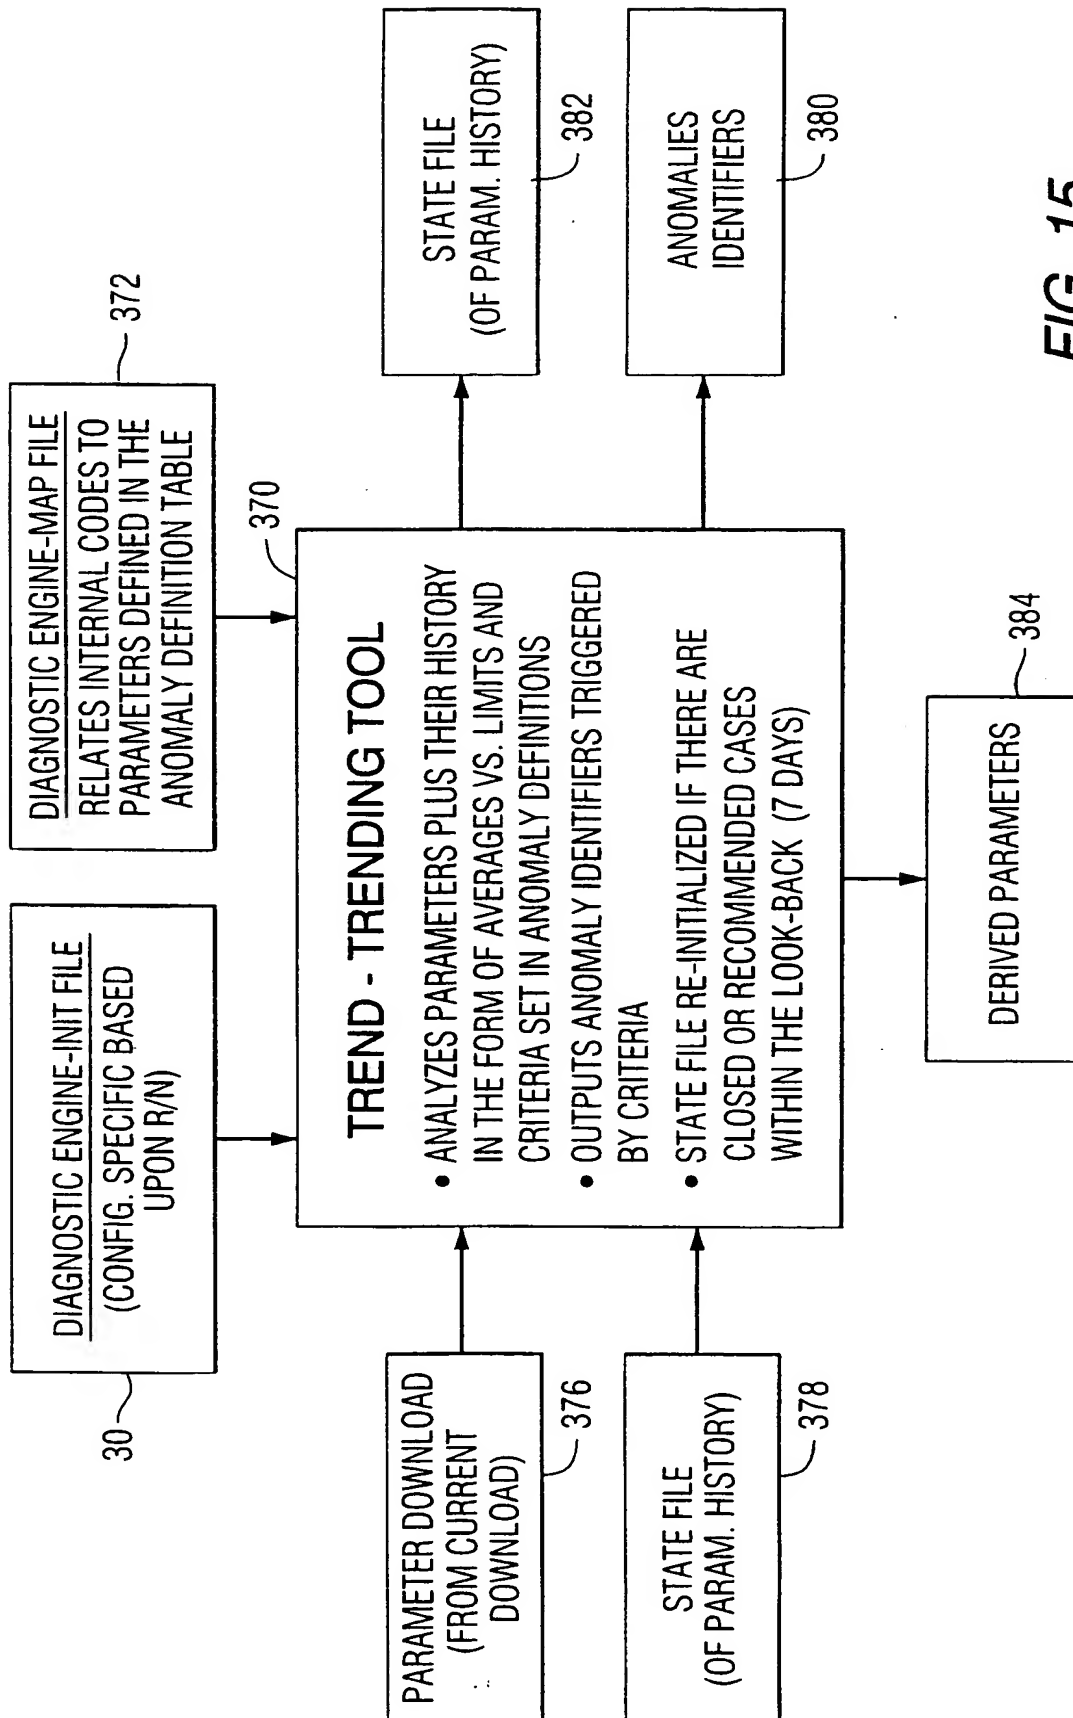 30
DIAGNOSTIC ENGINE-INIT FILE
(CONFIG. SPECIFIC BASED
UPON R/N)
372
DIAGNOSTIC ENGINE-MAP FILE
RELATES INTERNAL CODES TO
PARAMETERS DEFINED IN THE
ANOMALY DEFINITION TABLE
370
PARAMETER DOWNLOAD
(FROM CURRENT
DOWNLOAD)
376
STATE FILE
(OF PARAM. HISTORY)
378
TREND - TRENDING TOOL
• ANALYZES PARAMETERS PLUS THEIR HISTORY
IN THE FORM OF AVERAGES VS. LIMITS AND
CRITERIA SET IN ANOMALY DEFINITIONS
• OUTPUTS ANOMALY IDENTIFIERS TRIGGERED
BY CRITERIA
• STATE FILE RE-INITIALIZED IF THERE ARE
CLOSED OR RECOMMENDED CASES
WITHIN THE LOOK-BACK (7 DAYS)
STATE FILE
(OF PARAM. HISTORY)
382
ANOMALIES
IDENTIFIERS
380
DERIVED PARAMETERS
384
FIG. 15